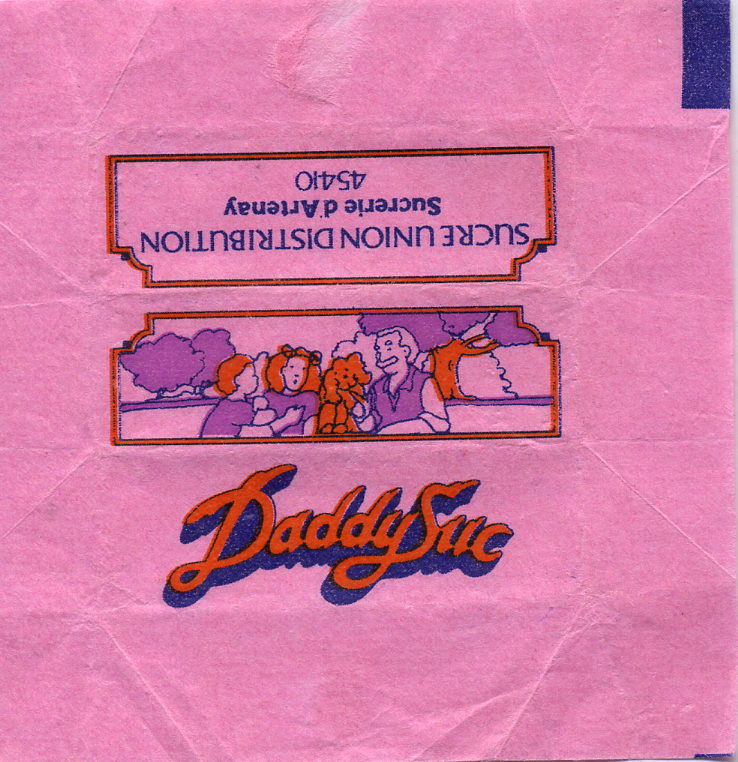 SUCRE UNION DISTRIBUTION
Sucrerie d'Artenay
45410
DaddySuc